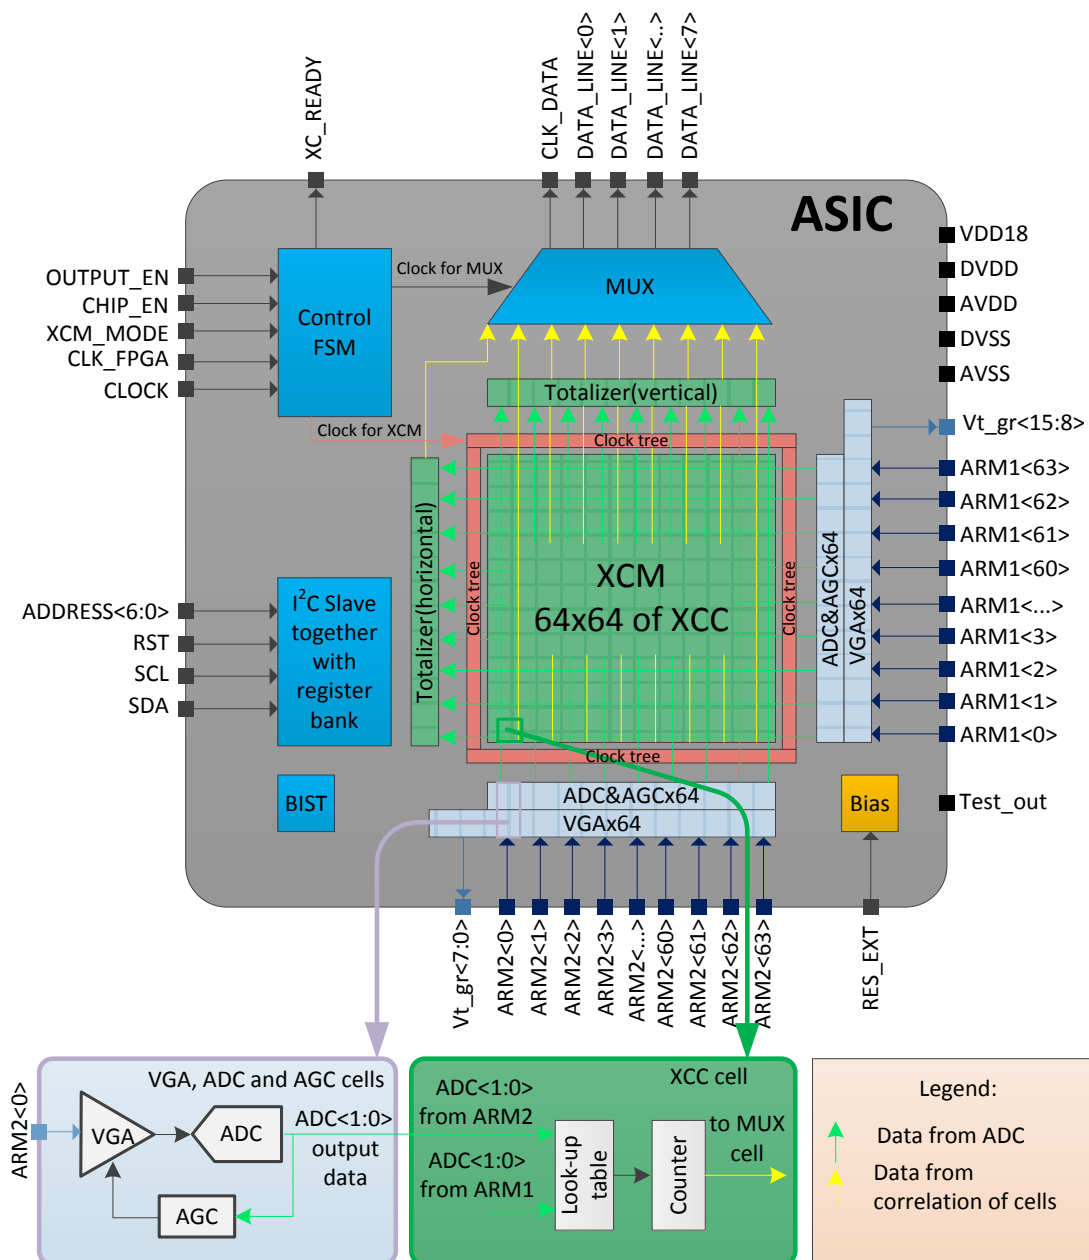 XC_READY
CLK_DATA
DATA_LINE<0>
DATA_LINE<1>
DATA_LINE<..>
DATA_LINE<7>
ASIC
OUTPUT_EN
CHIP_EN
XCM_MODE
CLK_FPGA
CLOCK
Control
FSM
Clock for MUX
MUX
VDD18
DVDD
AVDD
DVSS
AVSS
Totalizer(vertical)
Clock for XCM
Clock tree
Vt_gr<15:8>
ARM1<63>
ARM1<62>
ARM1<61>
ARM1<60>
ARM1<...>
ARM1<3>
ARM1<2>
ARM1<1>
ARM1<0>
Totalizer(horizontal)
Clock tree
XCM
64x64 of XCC
Clock tree
ADC&AGCx64
VGAx64
ADDRESS<6:0>
RST
SCL
SDA
I²C Slave
together
with
register
bank
Clock tree
BIST
ADC&AGCx64
VGAx64
Bias
Test_out
Vt_gr<7:0>
ARM2<0>
ARM2<1>
ARM2<2>
ARM2<3>
ARM2<...>
ARM2<60>
ARM2<61>
ARM2<62>
ARM2<63>
RES_EXT
ARM2<0>
VGA, ADC and AGC cells
VGA
ADC
ADC<1:0>
output
data
AGC
XCC cell
ADC<1:0>
from ARM2
ADC<1:0>
from ARM1
Look-up
table
Counter
to MUX
cell
Legend:
Data from ADC
Data from
correlation of cells